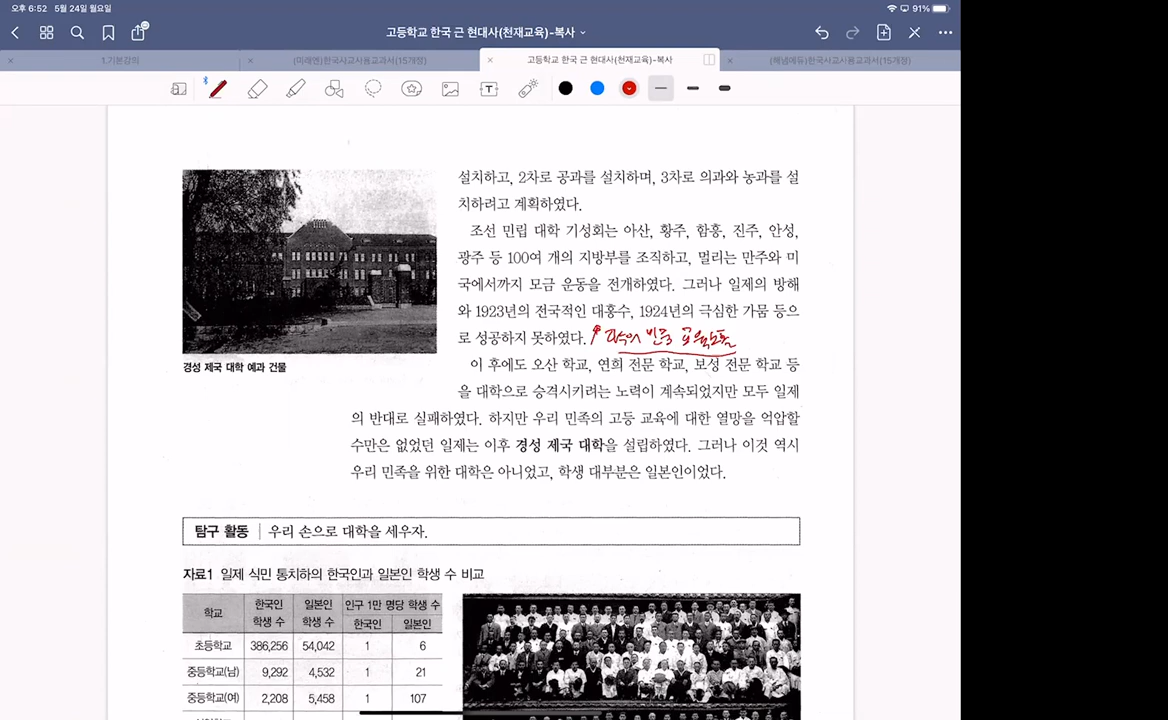 오후 6:52 5월 24일 월요일
91%
고등학교 한국 근 현대사(천재교육)-복사
1.기본강의
(미래엔)한국사교사용교과서(15개정)
고등학교 한국 근 현대사(천재교육)-복사
(해냄에듀)한국사교사용교과서(15개정)
설치하고, 2차로 공과를 설치하며, 3차로 의과와 농과를 설
치하려고 계획하였다.
조선 민립 대학 기성회는 아산, 황주, 함흥, 진주, 안성,
광주 등 100여 개의 지방부를 조직하고, 멀리는 만주와 미
국에서까지 모금 운동을 전개하였다. 그러나 일제의 방해
와 1923년의 전국적인 대홍수, 1924년의 극심한 가뭄 등으
로 성공하지 못하였다.
이 후에도 오산 학교, 연희 전문 학교, 보성 전문 학교 등
을 대학으로 승격시키려는 노력이 계속되었지만 모두 일제
의 반대로 실패하였다. 하지만 우리 민족의 고등 교육에 대한 열망을 억압할
수만은 없었던 일제는 이후 경성 제국 대학을 설립하였다. 그러나 이것 역시
우리 민족을 위한 대학은 아니었고, 학생 대부분은 일본인이었다.
경성 제국 대학 예과 건물
탐구 활동 우리 손으로 대학을 세우자.
자료1 일제 식민 통치하의 한국인과 일본인 학생 수 비교
학교 한국인 학생 수 일본인 학생 수 인구 1만 명당 학생 수
한국인 일본인
초등학교 386,256 54,042 1 6
중등학교(남) 9,292 4,532 1 21
중등학교(여) 2,208 5,458 1 107